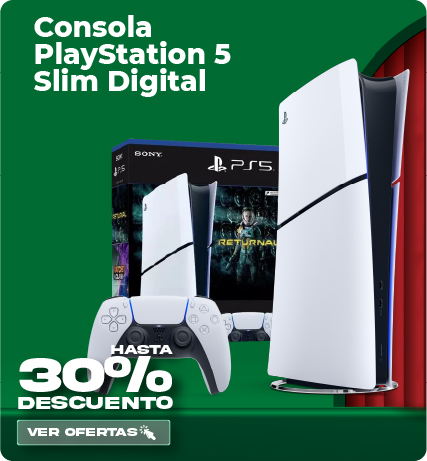 Consola
PlayStation 5
Slim Digital
SONY
PS5
RETURNAL
HASTA
30%
DESCUENTO
VER OFERTAS